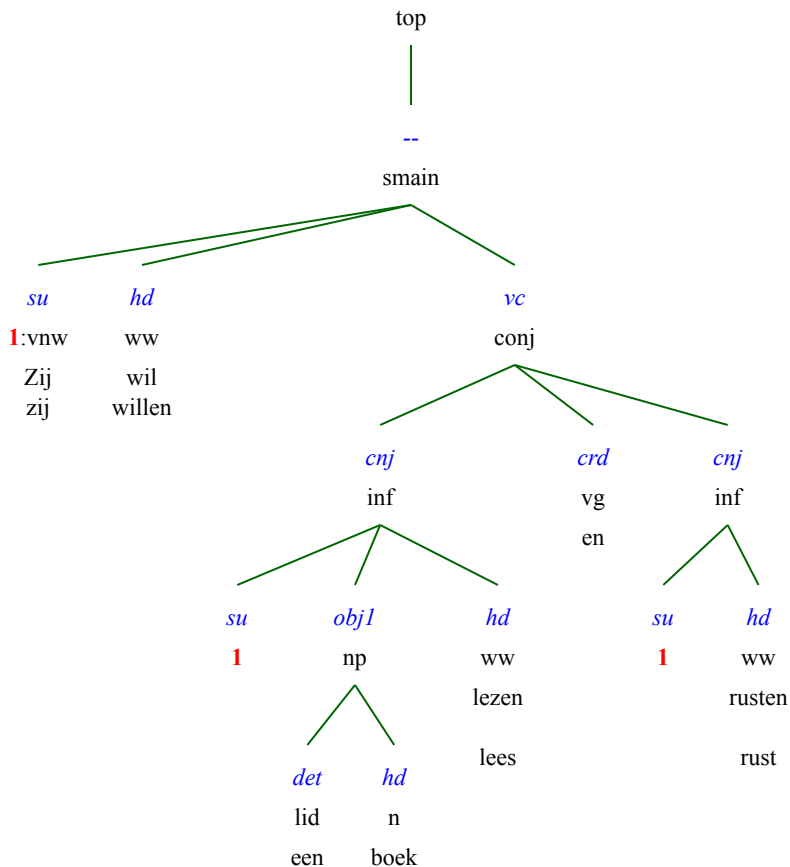 top
--
smain
su hd vc
1:vnw ww conj
Zij wil
zij willen
cnj crd cnj
inf vg inf
en
su obj1 hd su hd
1 np ww 1 ww
lezen rusten
lees rust
det hd
lid n
een boek